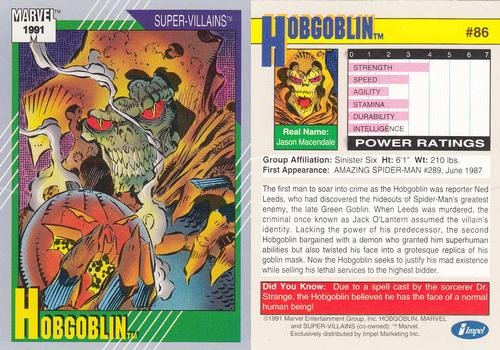 MARVEL™
1991
SUPER-VILLAINS™
HOBGOBLIN™
HOBGOBLIN™
#86
0 1 2 3 4 5 6 7
STRENGTH
SPEED
AGILITY
STAMINA
DURABILITY
INTELLIGENCE
POWER RATINGS
Real Name:
Jason Macendale
Group Affiliation: Sinister Six Ht: 6'1" Wt: 210 lbs.
First Appearance: AMAZING SPIDER-MAN #289, June 1987
The first man to soar into crime as the Hobgoblin was reporter Ned
Leeds, who had discovered the hideouts of Spider-Man's greatest
enemy, the late Green Goblin. When Leeds was murdered, the
criminal once known as Jack O'Lantern assumed the villain's
identity. Lacking the power of his predecessor, the second
Hobgoblin bargained with a demon who granted him superhuman
abilities but also twisted his face into a grotesque replica of his
goblin mask. Now the Hobgoblin seeks to justify his mad existence
while selling his lethal services to the highest bidder.
Did You Know: Due to a spell cast by the sorcerer Dr.
Strange, the Hobgoblin believes he has the face of a normal
human being!
©1991 Marvel Entertainment Group, Inc. HOBGOBLIN, MARVEL
and SUPER-VILLAINS (co-owned): ™ Marvel.
Exclusively distributed by Impel Marketing Inc.
Impel